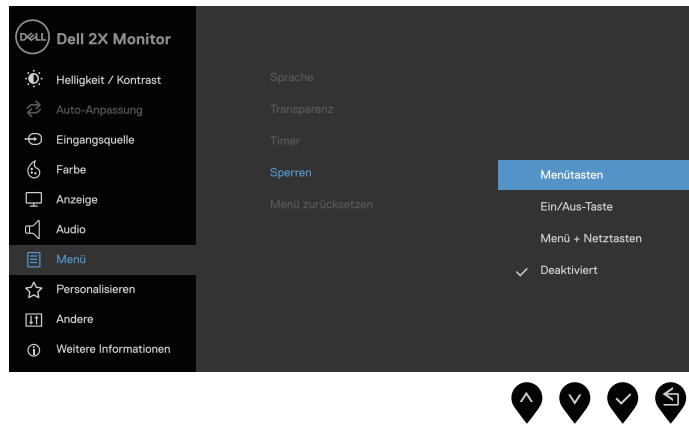 DELL
Dell 2X Monitor
Helligkeit / Kontrast
Auto-Anpassung
Eingangsquelle
Farbe
Anzeige
Audio
Menü
Personalisieren
Andere
Weitere Informationen
Sprache
Transparenz
Timer
Sperren
Menü zurücksetzen
Menütasten
Ein/Aus-Taste
Menü + Netztasten
Deaktiviert